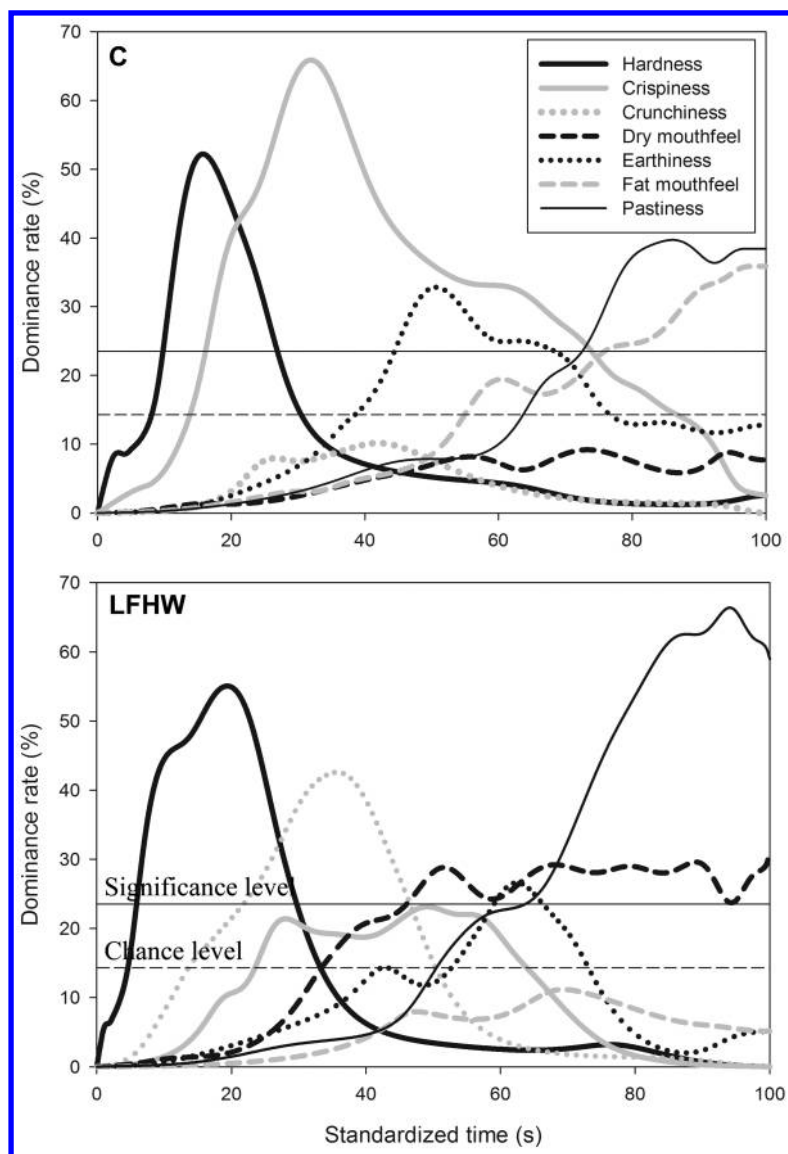 C
Hardness
Crispiness
Crunchiness
Dry mouthfeel
Earthiness
Fat mouthfeel
Pastiness
70
60
50
40
30
20
10
0
Dominance rate (%)
0 20 40 60 80 100
LFHW
70
60
50
40
30
20
10
0
Dominance rate (%)
Significance level
Chance level
0 20 40 60 80 100
Standardized time (s)